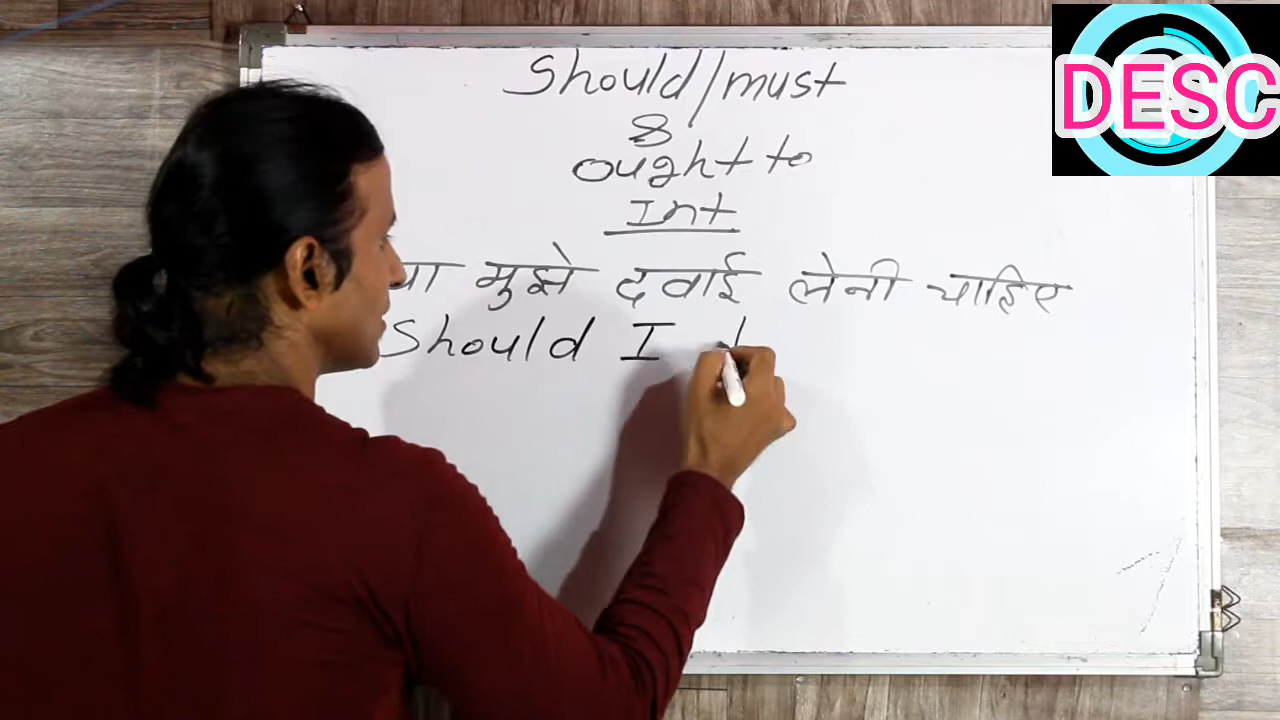 DESC
Should/must
&
ought to
Int
मुझे दवाई लेनी चाहिए
Should I